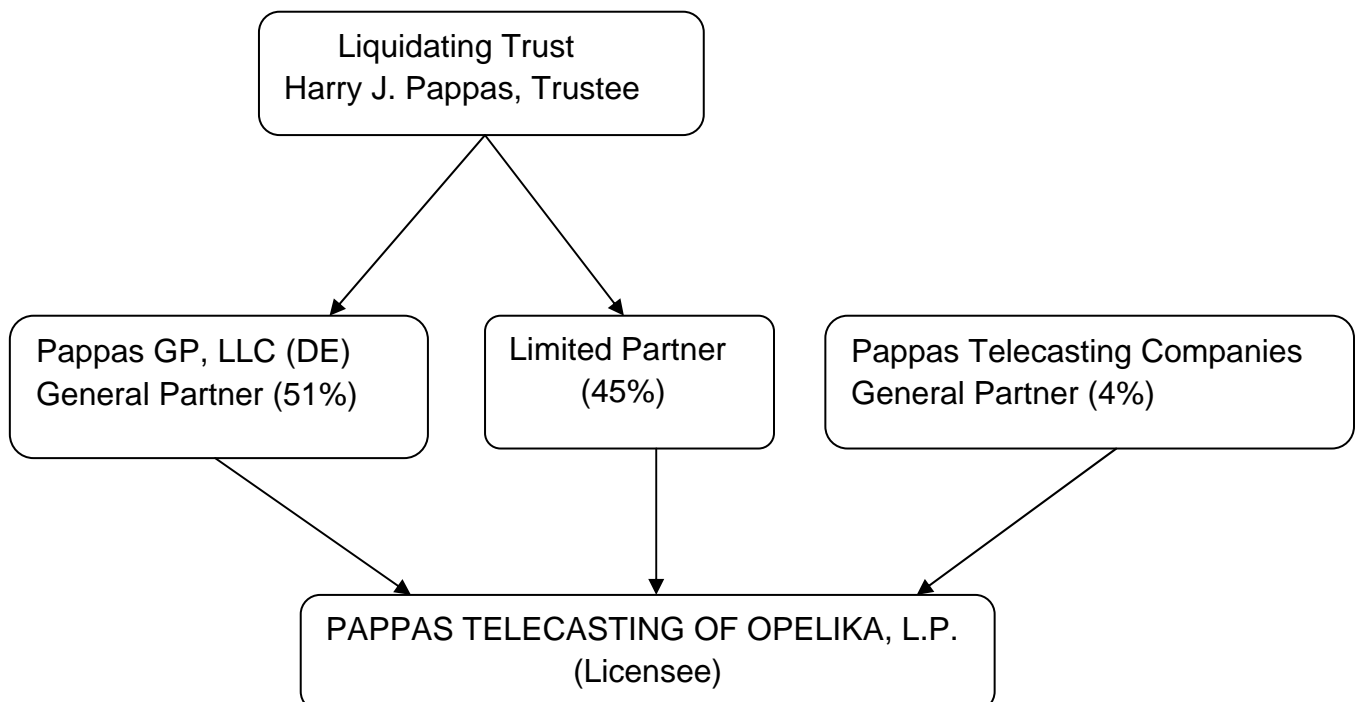 Liquidating Trust
Harry J. Pappas, Trustee
Pappas GP, LLC (DE)
General Partner (51%)
Limited Partner
(45%)
Pappas Telecasting Companies
General Partner (4%)
PAPPAS TELECASTING OF OPELIKA, L.P.
(Licensee)